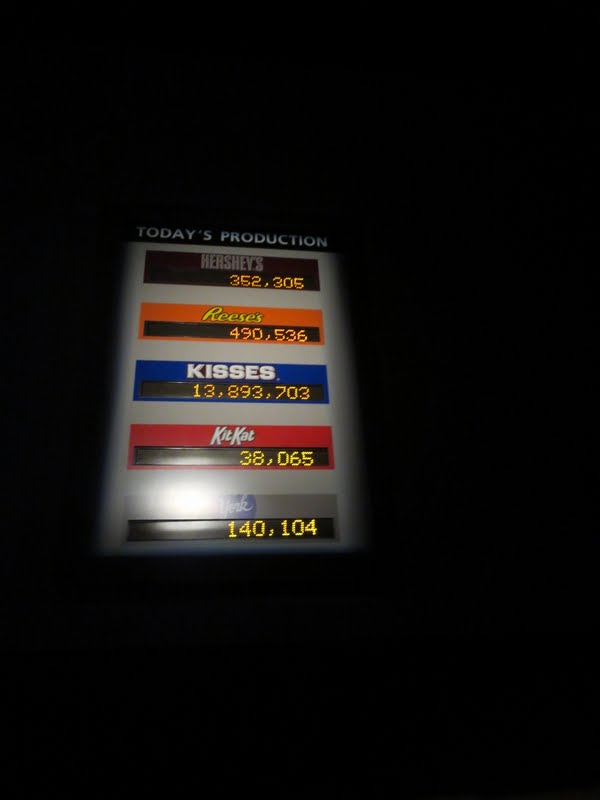 TODAY'S PRODUCTION
HERSHEY'S
352,305
Reese's
490,536
KISSES
13,893,703
KitKat
38,065
York
140,104